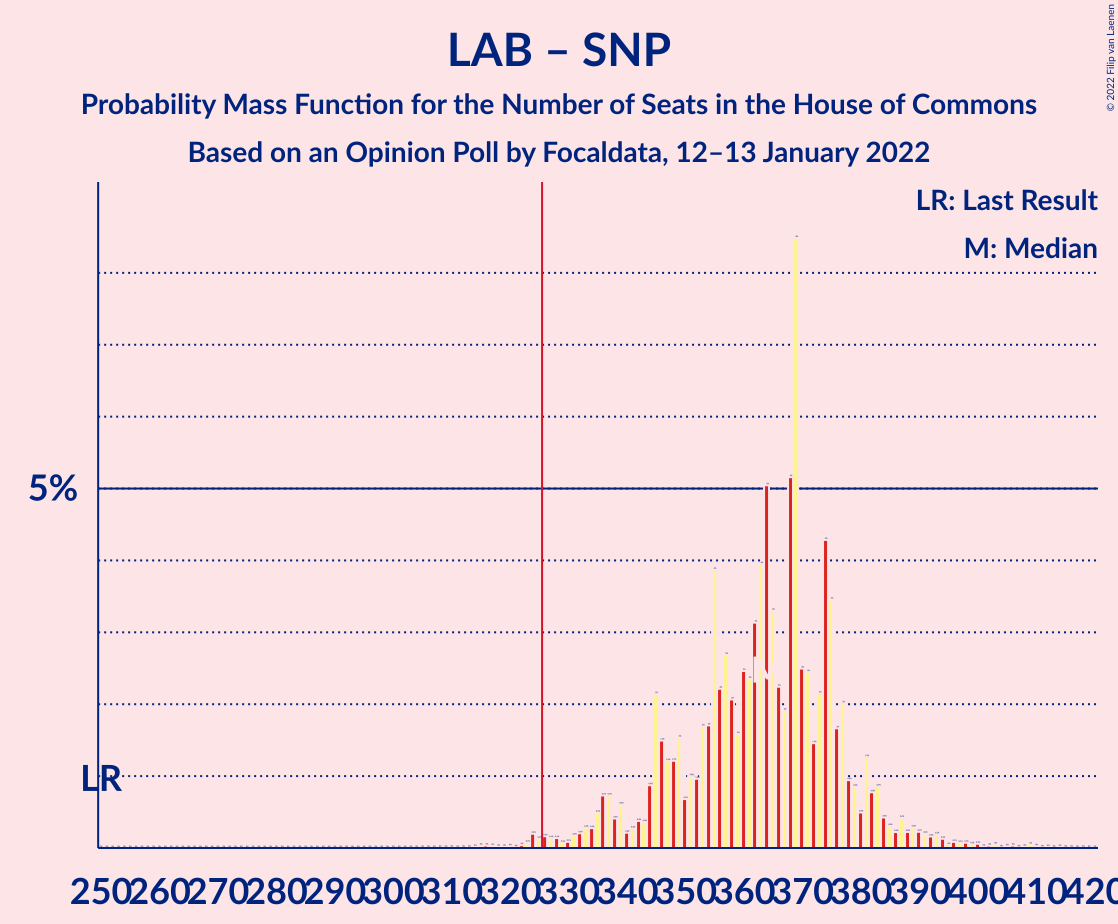 LAB – SNP
Probability Mass Function for the Number of Seats in the House of Commons
Based on an Opinion Poll by Focaldata, 12–13 January 2022
© 2022 Filip van Laenen
LR: Last Result
M: Median
5%
LR
250 260 270 280 290 300 310 320 330 340 350 360 370 380 390 400 410 420